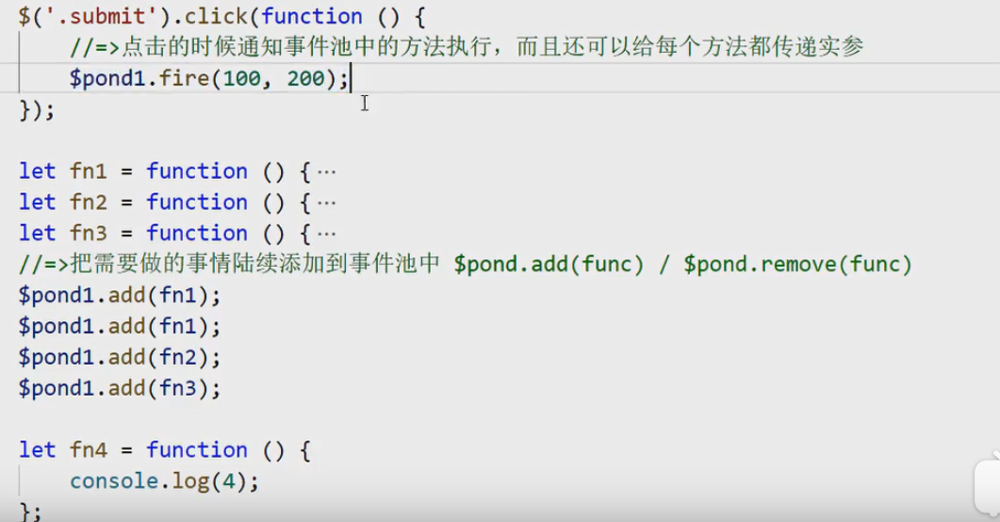 $('.submit').click(function () {
//=>点击的时候通知事件池中的方法执行，而且还可以给每个方法都传递实参
$pond1.fire(100, 200);
});
let fn1 = function () {···
let fn2 = function () {···
let fn3 = function () {···
//=>把需要做的事情陆续添加到事件池中 $pond.add(func) / $pond.remove(func)
$pond1.add(fn1);
$pond1.add(fn1);
$pond1.add(fn2);
$pond1.add(fn3);
let fn4 = function () {
console.log(4);
};